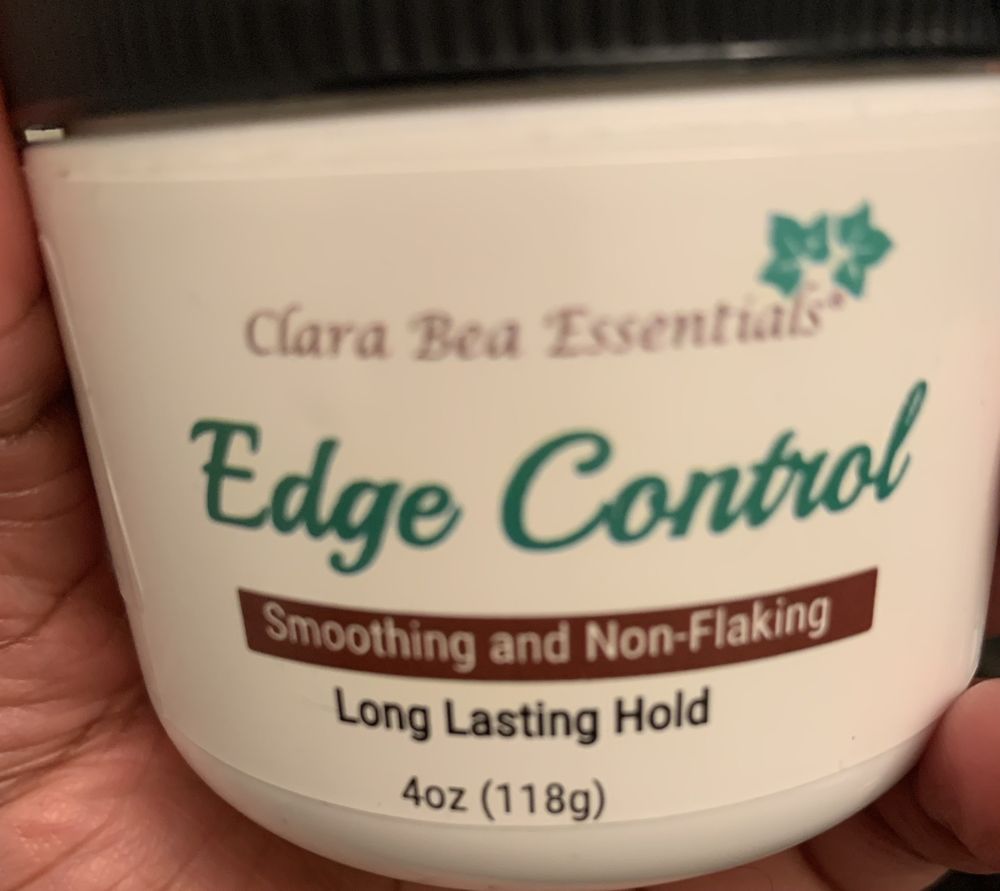 Clara Bea Essentials®
Edge Control
Smoothing and Non-Flaking
Long Lasting Hold
4oz (118g)